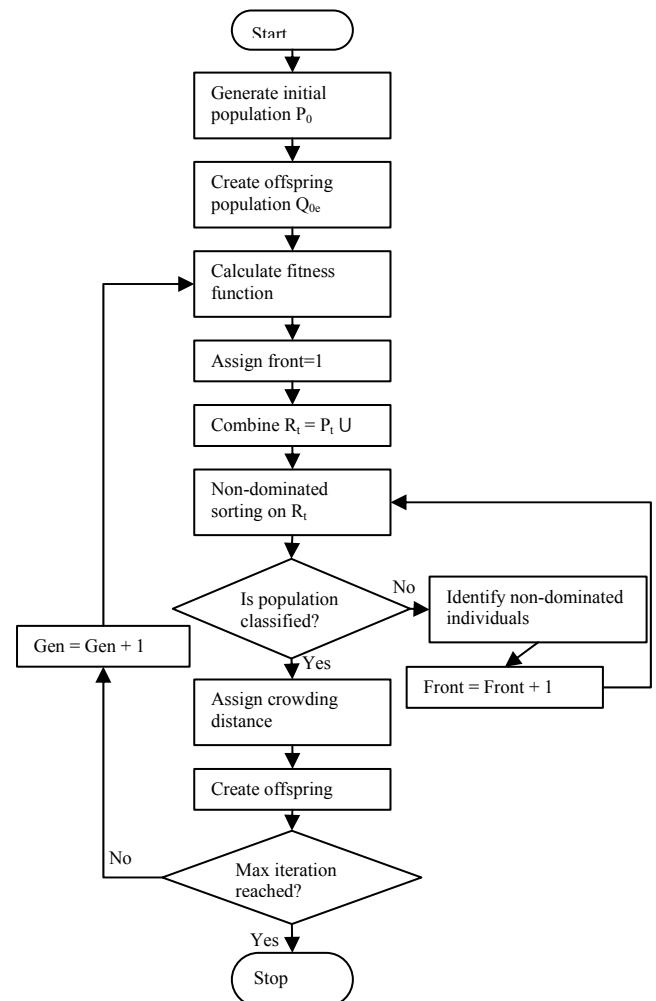 Start
Generate initial
population P₀
Create offspring
population Q₀ₑ
Calculate fitness
function
Assign front=1
Combine Rₜ = Pₜ ∪
Non-dominated
sorting on Rₜ
Is population
classified?
No
Identify non-dominated
individuals
Front = Front + 1
Yes
Assign crowding
distance
Create offspring
Max iteration
reached?
No
Gen = Gen + 1
Yes
Stop